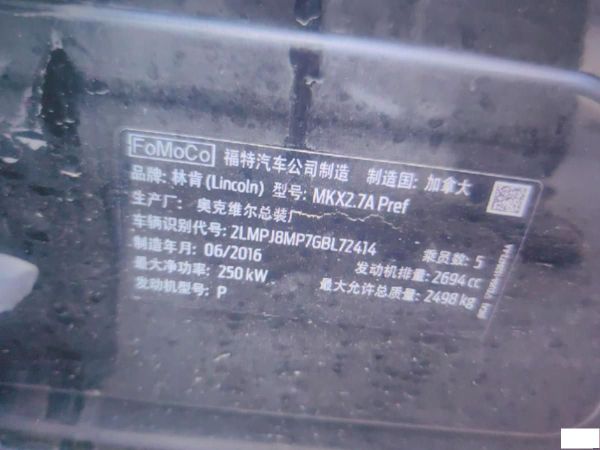 FoMoCo 福特汽车公司制造 制造国: 加拿大
品牌: 林肯(Lincoln) 型号: MKX2.7A Pref
生产厂: 奥克维尔总装厂
车辆识别代号: 2LMPJ8MP7GBL72414 乘员数: 5
制造年月: 06/2016 发动机排量: 2694 cc
最大净功率: 250 kW 最大允许总质量: 2498 kg
发动机型号: P